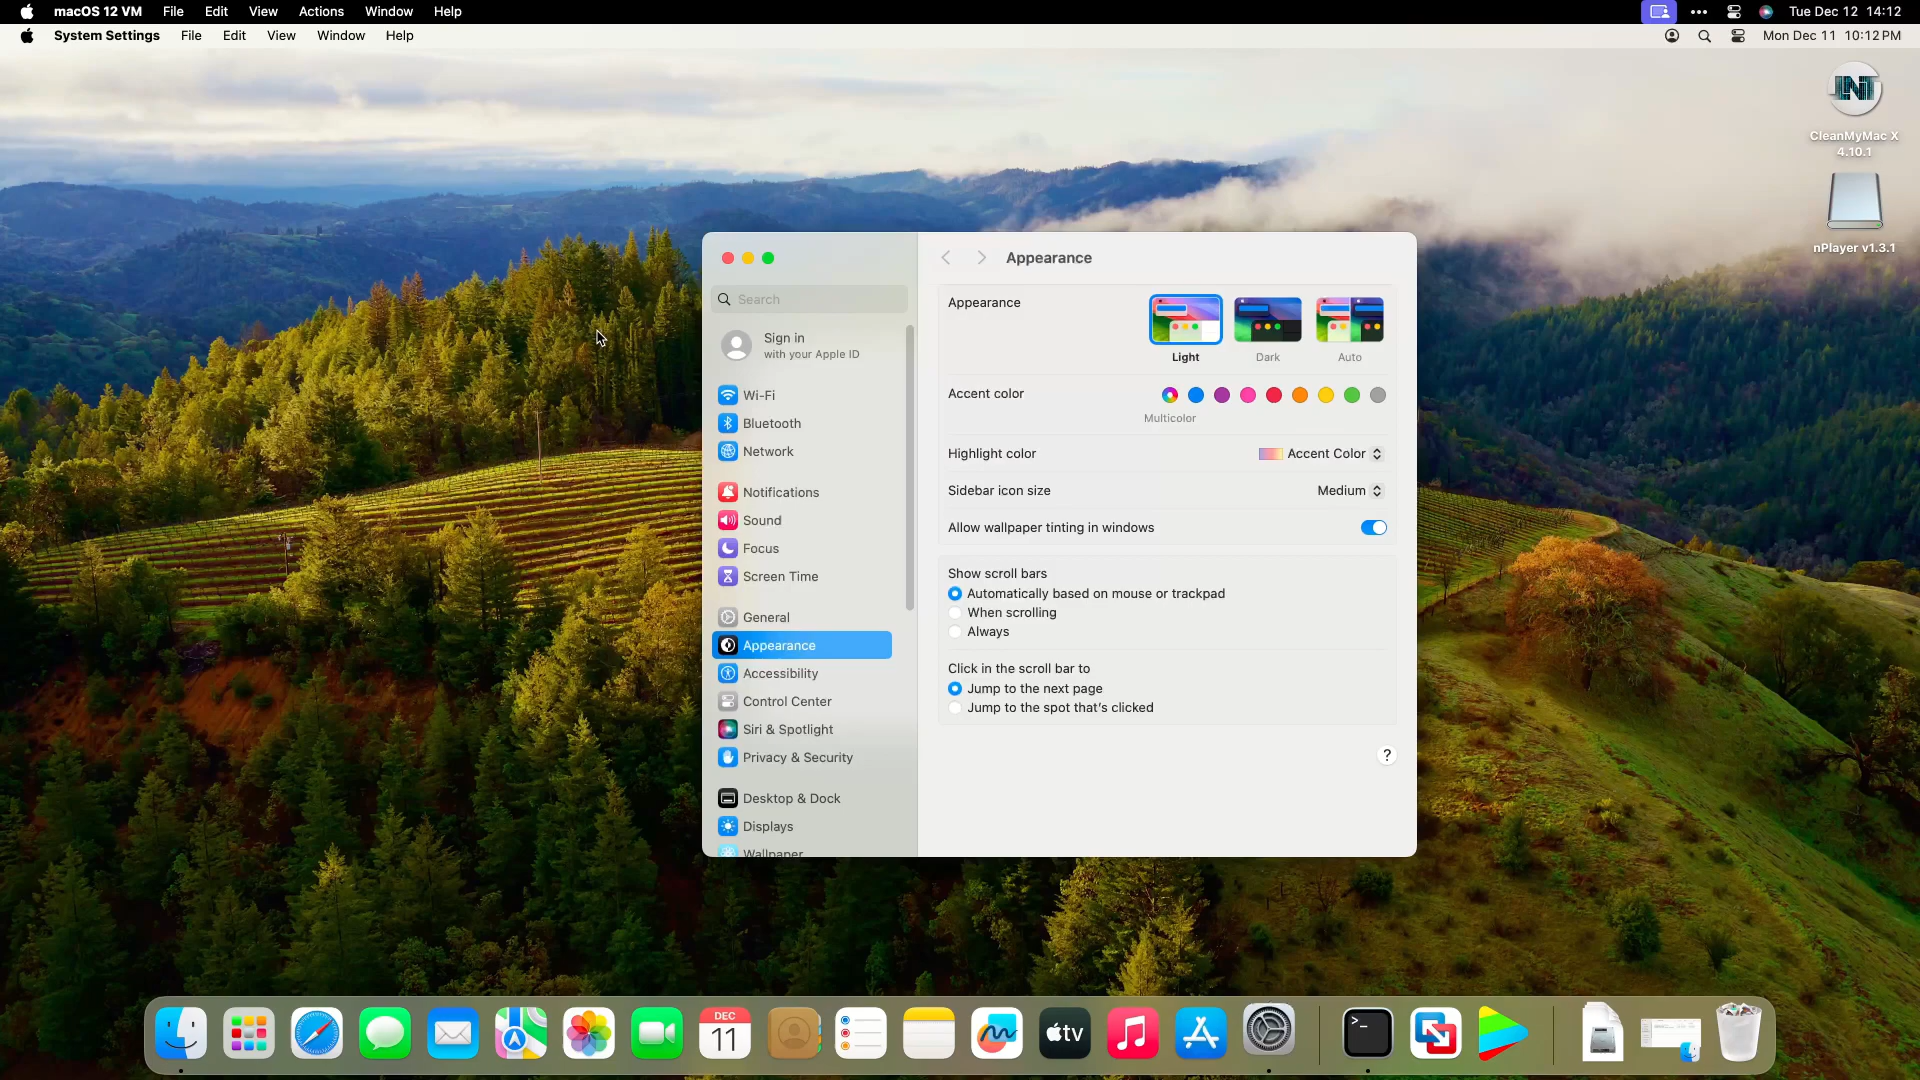 macOS 12 VM File Edit View Actions Window Help Tue Dec 12 14:12
System Settings File Edit View Window Help Mon Dec 11 10:12 PM
CleanMyMac X
4.10.1
nPlayer v1.3.1
Search
Sign in
with your Apple ID
Wi-Fi
Bluetooth
Network
Notifications
Sound
Focus
Screen Time
General
Appearance
Accessibility
Control Center
Siri & Spotlight
Privacy & Security
Desktop & Dock
Displays
Wallpaper
Appearance
Appearance
Light Dark Auto
Accent color
Multicolor
Highlight color Accent Color
Sidebar icon size Medium
Allow wallpaper tinting in windows
Show scroll bars
Automatically based on mouse or trackpad
When scrolling
Always
Click in the scroll bar to
Jump to the next page
Jump to the spot that's clicked
?
DEC
11
tv